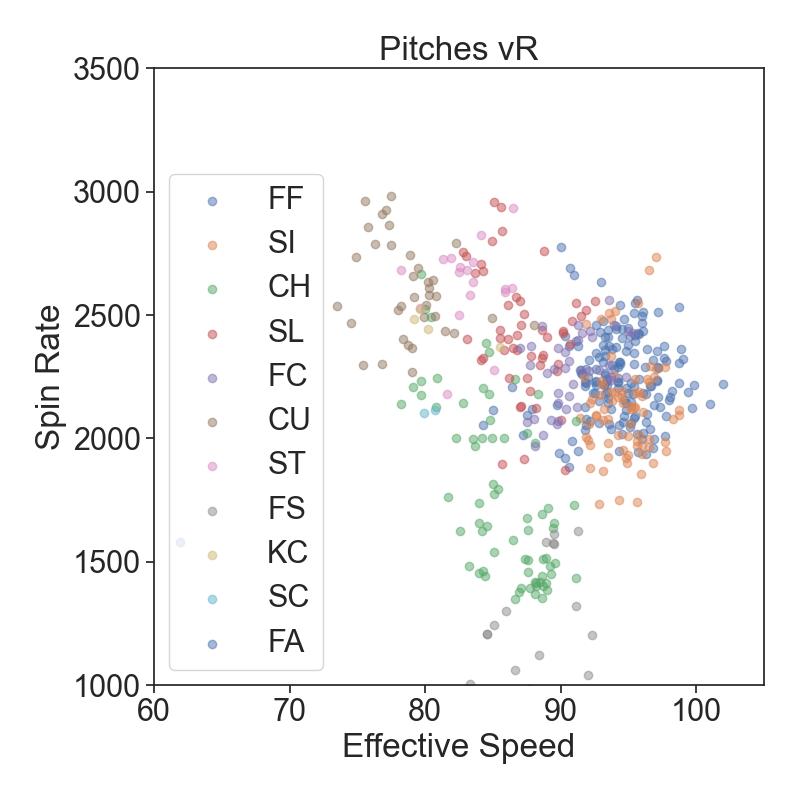 Pitches vR
3500
3000
2500
2000
1500
1000
Spin Rate
FF
SI
CH
SL
FC
CU
ST
FS
KC
SC
FA
60 70 80 90 100
Effective Speed